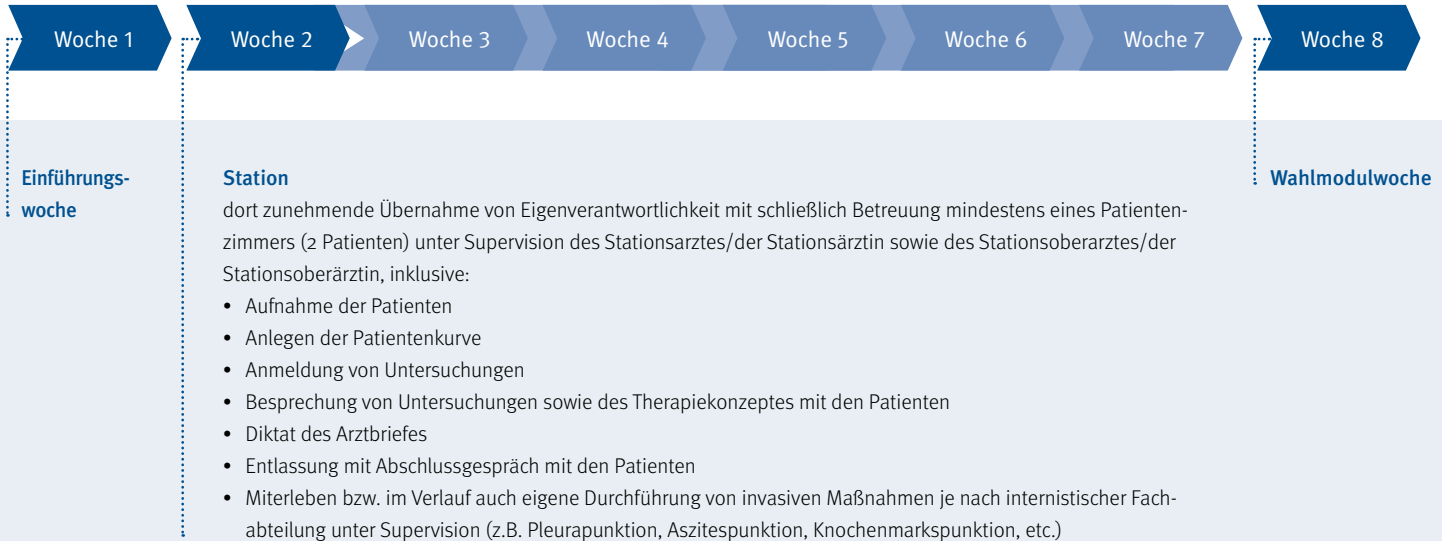 Woche 1
Woche 2
Woche 3
Woche 4
Woche 5
Woche 6
Woche 7
Woche 8
Einführungs-
woche
Station
dort zunehmende Übernahme von Eigenverantwortlichkeit mit schließlich Betreuung mindestens eines Patienten-
zimmers (2 Patienten) unter Supervision des Stationsarztes/der Stationsärztin sowie des Stationsoberarztes/der
Stationsoberärztin, inklusive:
• Aufnahme der Patienten
• Anlegen der Patientenkurve
• Anmeldung von Untersuchungen
• Besprechung von Untersuchungen sowie des Therapiekonzeptes mit den Patienten
• Diktat des Arztbriefes
• Entlassung mit Abschlussgespräch mit den Patienten
• Miterleben bzw. im Verlauf auch eigene Durchführung von invasiven Maßnahmen je nach internistischer Fach-
abteilung unter Supervision (z.B. Pleurapunktion, Aszitespunktion, Knochenmarkspunktion, etc.)
Wahlmodulwoche